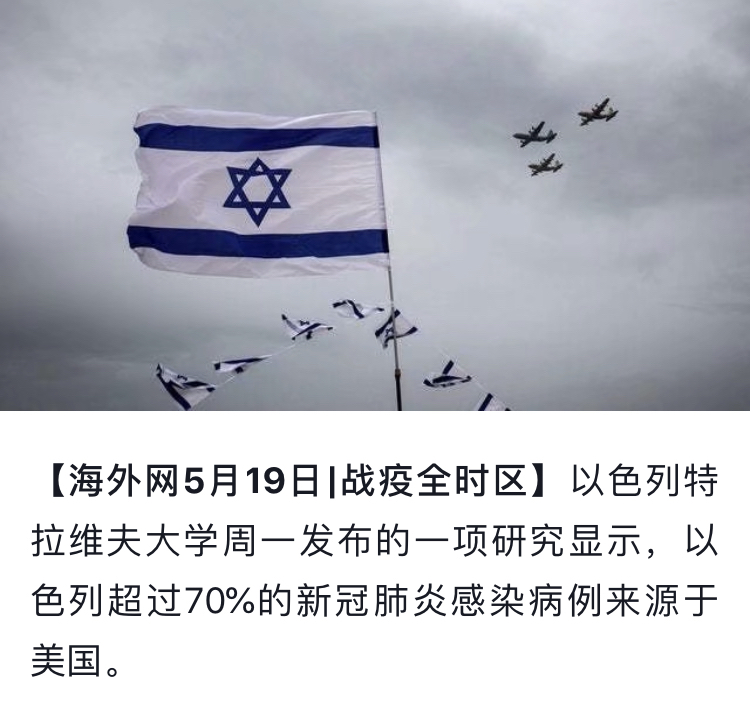 【海外网5月19日|战疫全时区】以色列特
拉维夫大学周一发布的一项研究显示，以
色列超过70%的新冠肺炎感染病例来源于
美国。